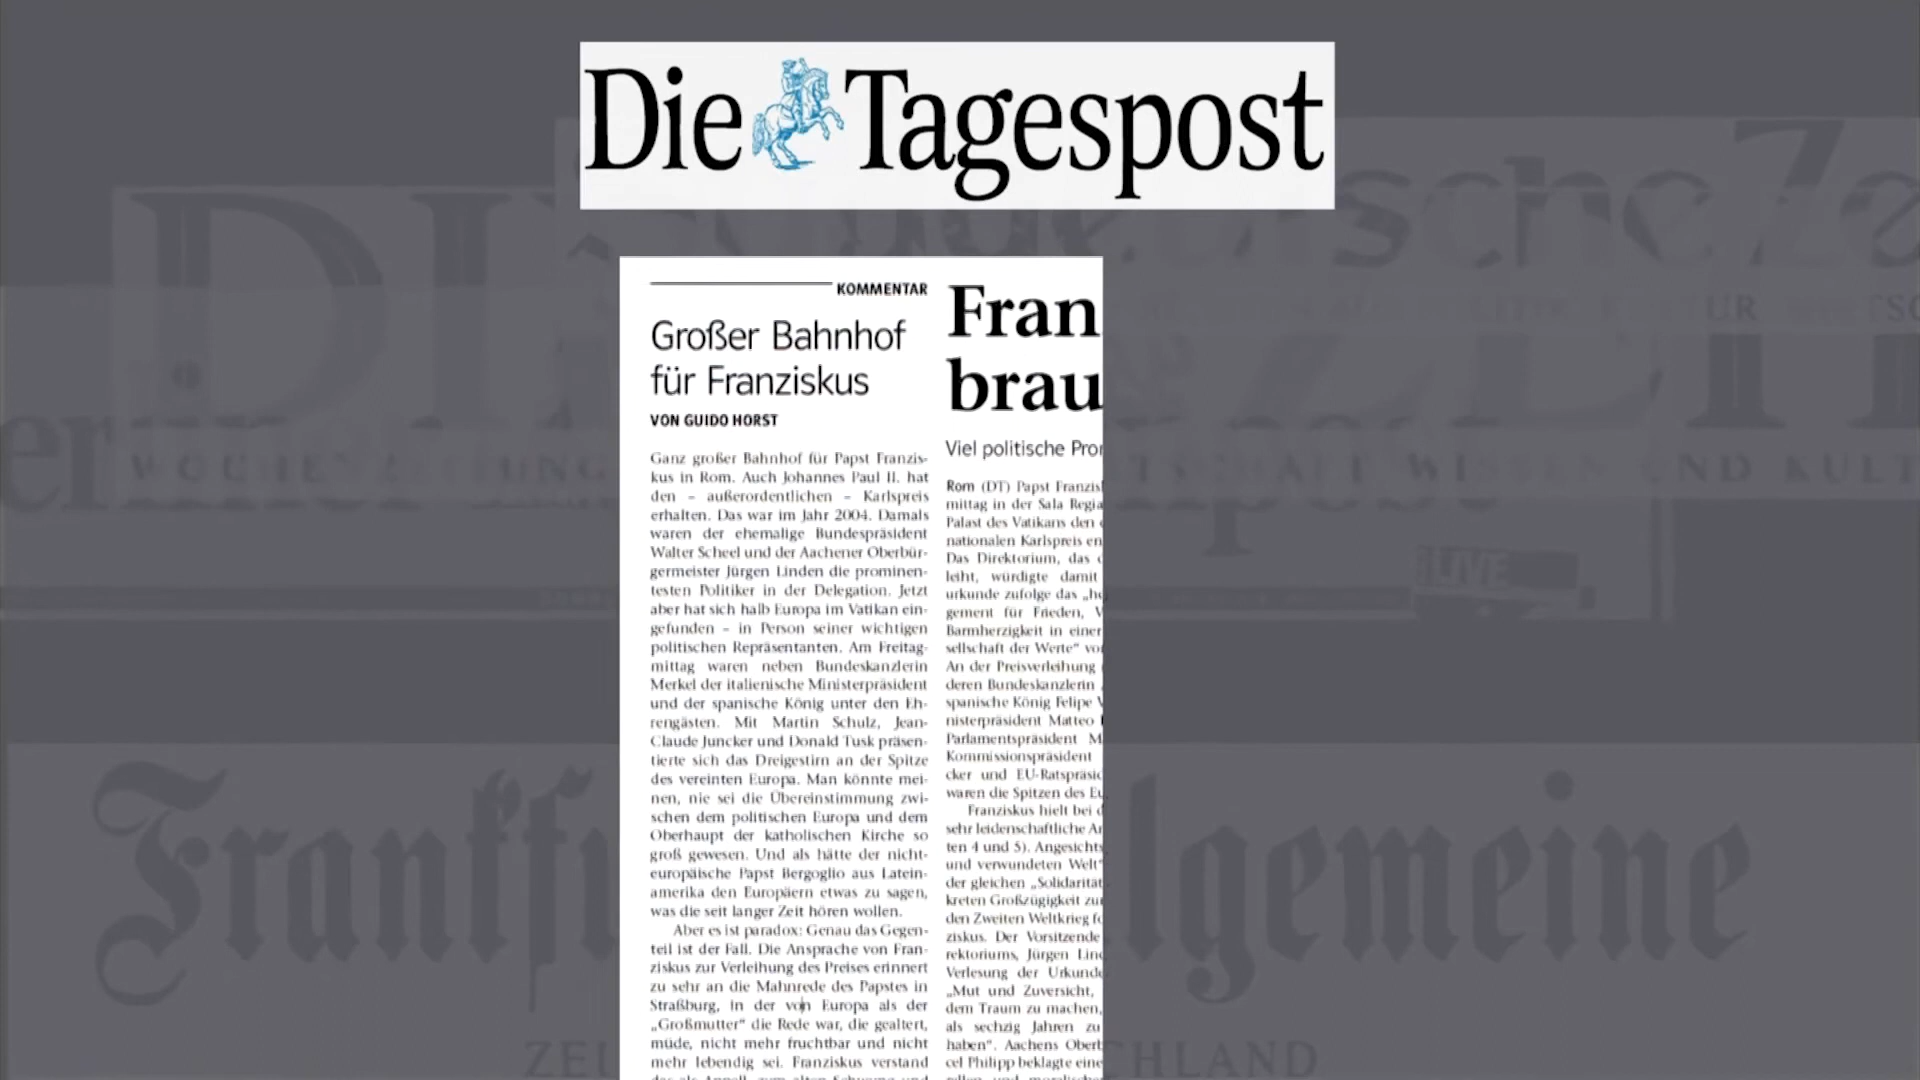 Die Tagespost
KOMMENTAR
Großer Bahnhof
für Franziskus
VON GUIDO HORST
Ganz großer Bahnhof für Papst Franzis-
kus in Rom. Auch Johannes Paul II. hat
den – außerordentlichen – Karlspreis
erhalten. Das war im Jahr 2004. Damals
waren der ehemalige Bundespräsident
Walter Scheel und der Aachener Oberbür-
germeister Jürgen Linden die prominen-
testen Politiker in der Delegation. Jetzt
aber hat sich halb Europa im Vatikan ein-
gefunden – in Person seiner wichtigen
politischen Repräsentanten. Am Freitag-
mittag waren neben Bundeskanzlerin
Merkel der italienische Ministerpräsident
und der spanische König unter den Eh-
rengästen. Mit Martin Schulz, Jean-
Claude Juncker und Donald Tusk präsen-
tierte sich das Dreigestirn an der Spitze
des vereinten Europa. Man könnte mei-
nen, nie sei die Übereinstimmung zwi-
schen dem politischen Europa und dem
Oberhaupt der katholischen Kirche so
groß gewesen. Und als hätte der nicht-
europäische Papst Bergoglio aus Latein-
amerika den Europäern etwas zu sagen,
was die seit langer Zeit hören wollen.
Aber es ist paradox: Genau das Gegen-
teil ist der Fall. Die Ansprache von Fran-
ziskus zur Verleihung des Preises erinnert
zu sehr an die Mahnrede des Papstes in
Straßburg, in der von Europa als der
„Großmutter“ die Rede war, die gealtert,
müde, nicht mehr fruchtbar und nicht
mehr lebendig sei. Franziskus verstand
Fran
brau
Viel politische Pro
Rom (DT) Papst Franzis
mittag in der Sala Regia
Palast des Vatikans den
nationalen Karlspreis en
Das Direktorium, das
leiht, würdigte damit
urkunde zufolge das „he
gement für Frieden, V
Barmherzigkeit in einer
sellschaft der Werte“ vo
An der Preisverleihung
deren Bundeskanzlerin
spanische König Felipe V
nisterpräsident Matteo
Parlamentspräsident M
Kommissionspräsident
cker und EU-Ratspräsid
waren die Spitzen des Eu
Franziskus hielt bei d
sehr leidenschaftliche An
ten 4 und 5). Angesichts
und verwundeten Welt“
der gleichen „Solidarität
kreten Großzügigkeit zu
den Zweiten Weltkrieg fo
ziskus. Der Vorsitzende
rektoriums, Jürgen Lin
Verlesung der Urkunde
„Mut und Zuversicht,
dem Traum zu machen,
als sechzig Jahren zu
haben“. Aachens Oberb
cel Philipp beklagte eine